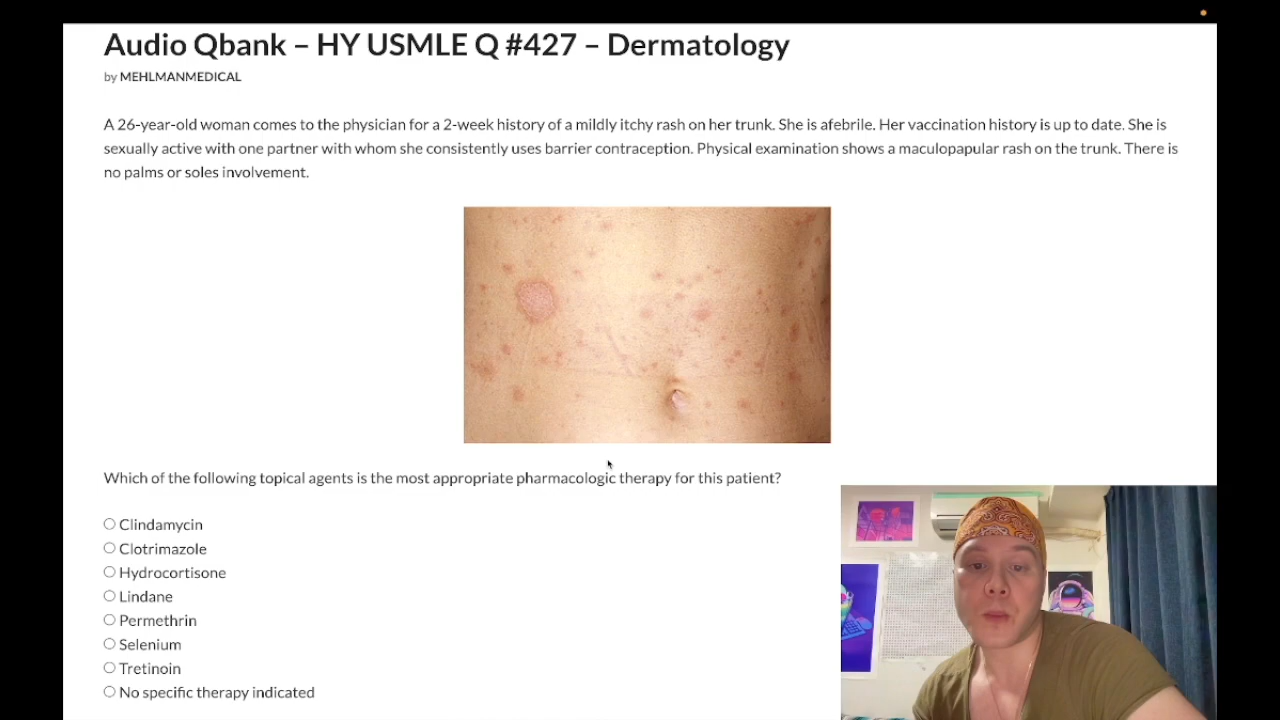 Audio Qbank – HY USMLE Q #427 – Dermatology
by MEHLMANMEDICAL
A 26-year-old woman comes to the physician for a 2-week history of a mildly itchy rash on her trunk. She is afebrile. Her vaccination history is up to date. She is
sexually active with one partner with whom she consistently uses barrier contraception. Physical examination shows a maculopapular rash on the trunk. There is
no palms or soles involvement.
Which of the following topical agents is the most appropriate pharmacologic therapy for this patient?
Clindamycin
Clotrimazole
Hydrocortisone
Lindane
Permethrin
Selenium
Tretinoin
No specific therapy indicated